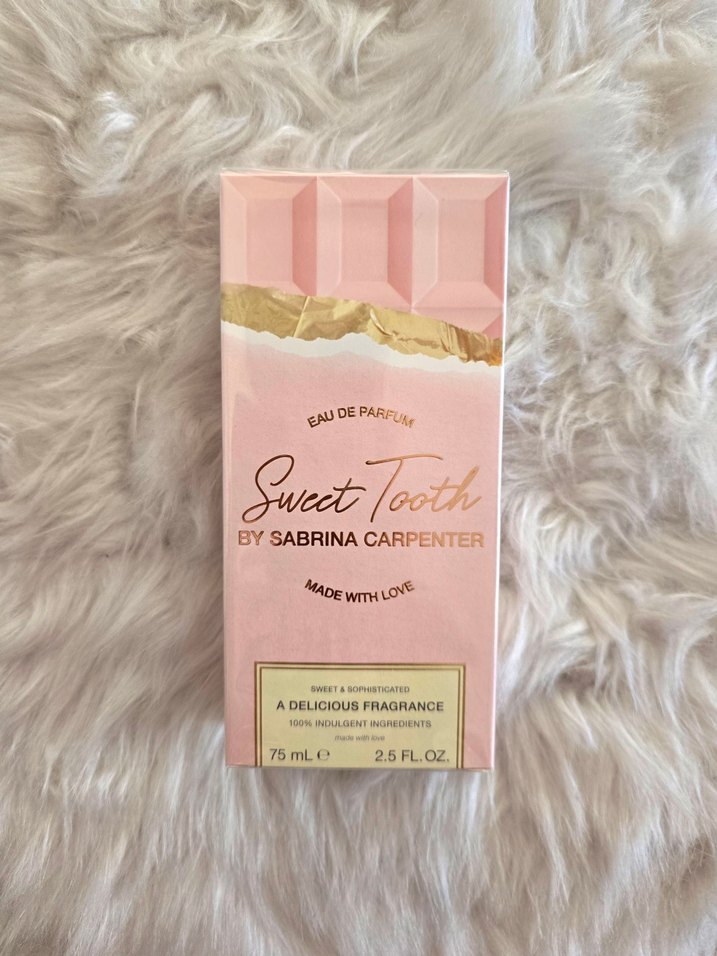 EAU DE PARFUM
Sweet Tooth
BY SABRINA CARPENTER
MADE WITH LOVE
SWEET & SOPHISTICATED
A DELICIOUS FRAGRANCE
100% INDULGENT INGREDIENTS
made with love
75 mL ℮ 2.5 FL. OZ.